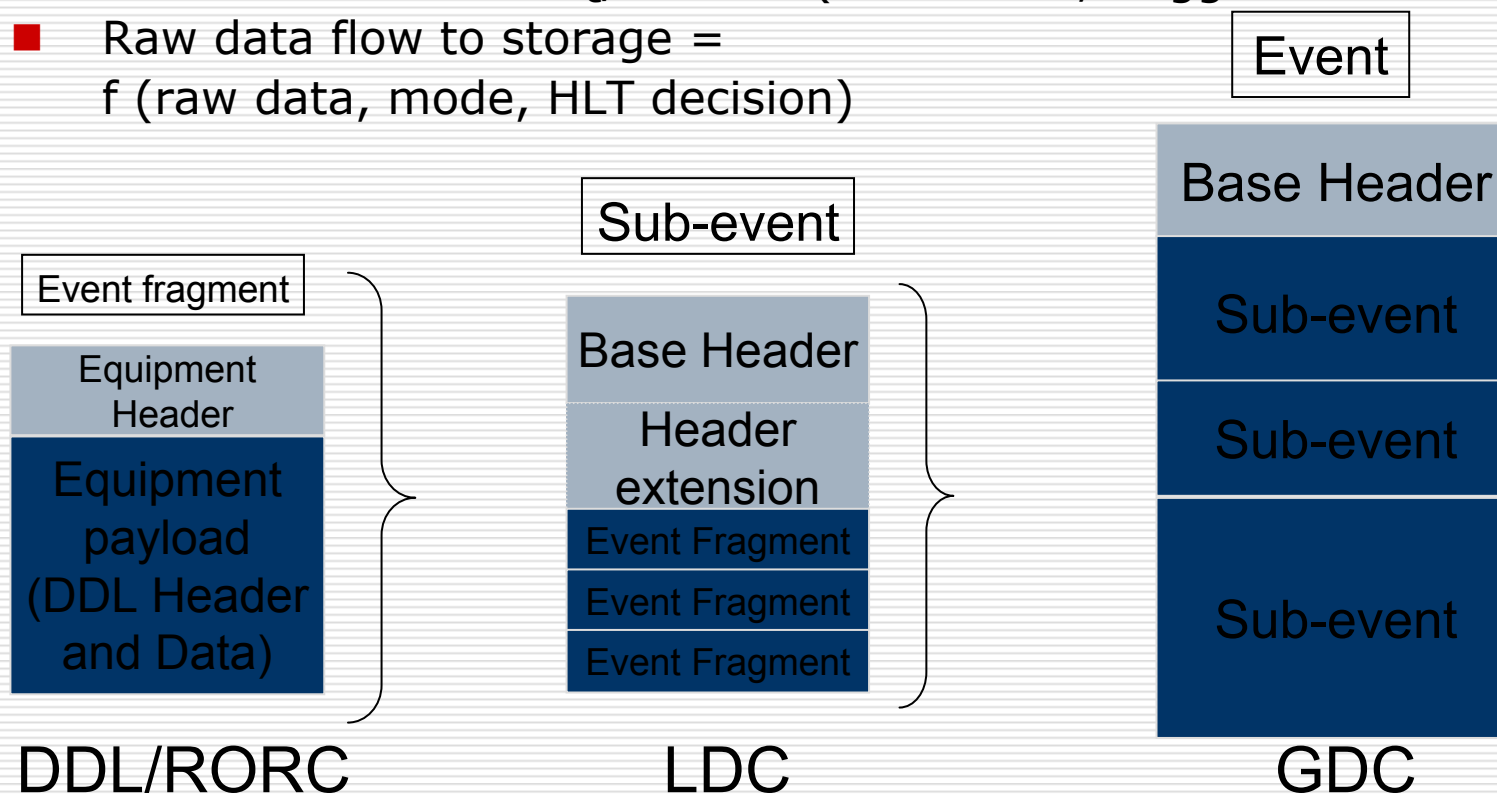 Raw data flow to storage =
f (raw data, mode, HLT decision)
Event
Sub-event
Event fragment
Equipment
Header
Equipment
payload
(DDL Header
and Data)
DDL/RORC
Base Header
Header
extension
Event Fragment
Event Fragment
Event Fragment
LDC
Base Header
Sub-event
Sub-event
Sub-event
GDC